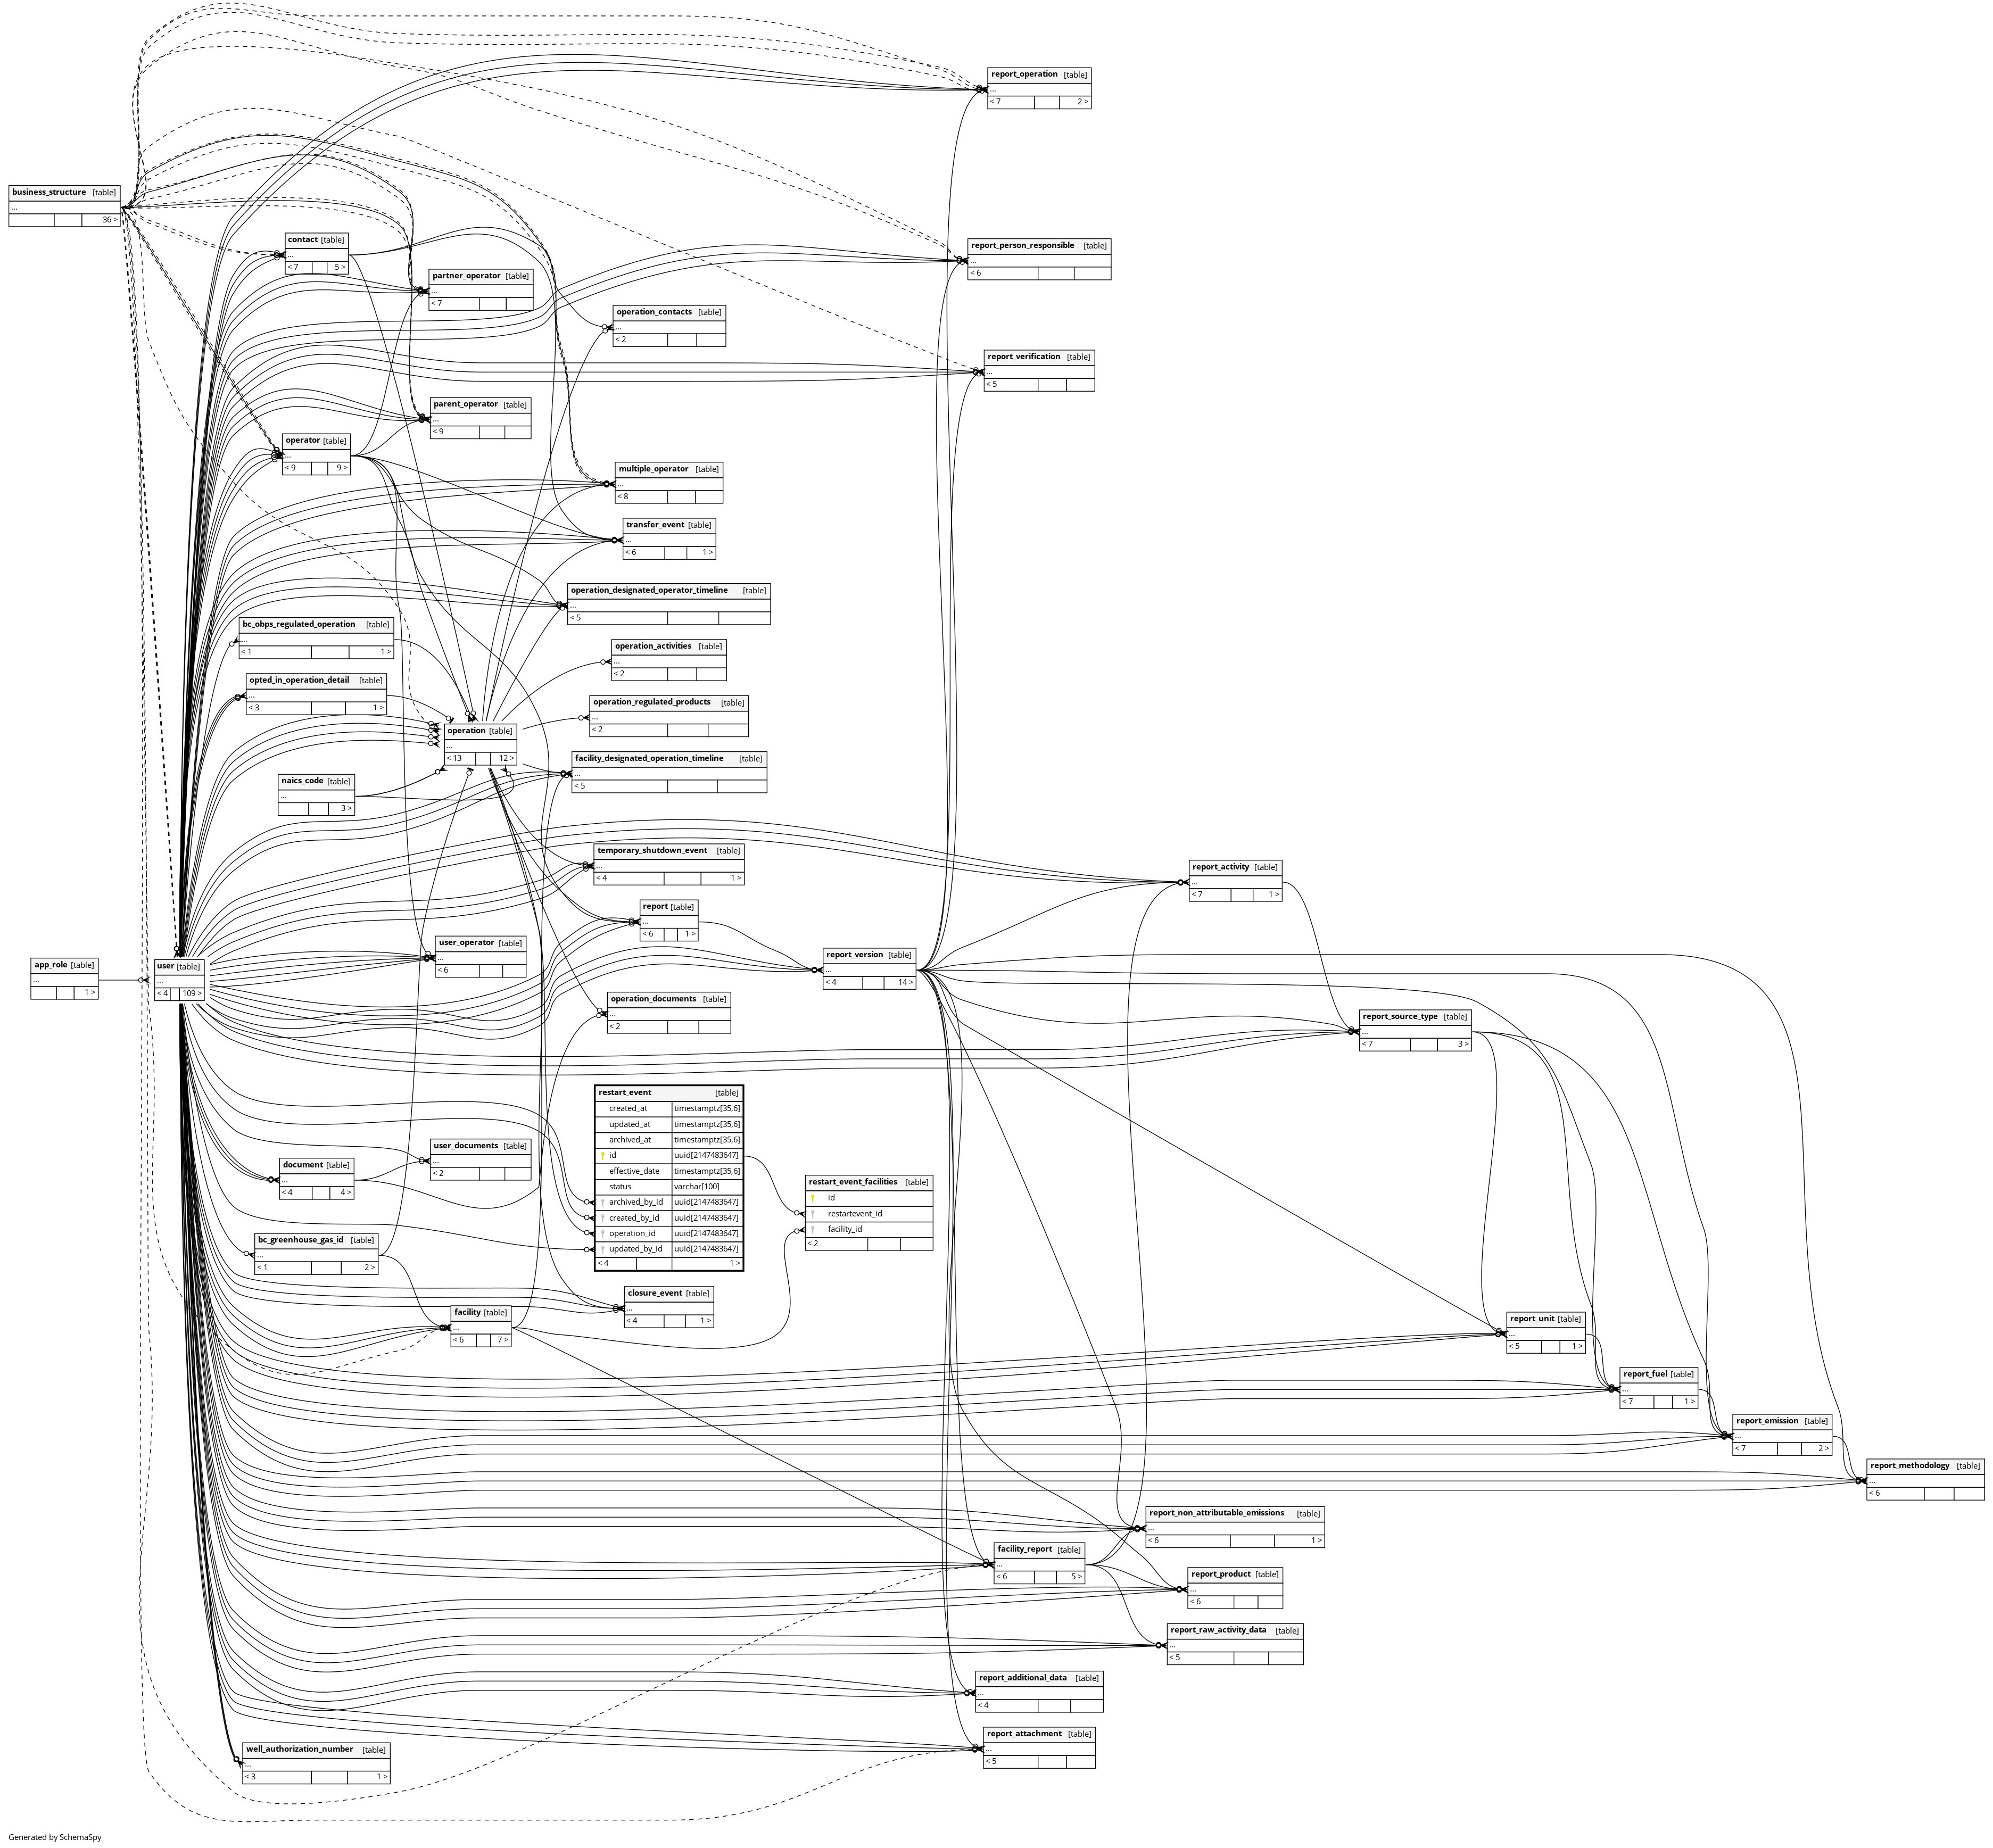 report_operation [table]
...
< 7 2 >
business_structure [table]
...
36 >
contact [table]
...
< 7 5 >
report_person_responsible [table]
...
< 6
partner_operator [table]
...
< 7
operation_contacts [table]
...
< 2
report_verification [table]
...
< 5
parent_operator [table]
...
< 9
operator [table]
...
< 9 9 >
multiple_operator [table]
...
< 8
transfer_event [table]
...
< 6 1 >
operation_designated_operator_timeline [table]
...
< 5
bc_obps_regulated_operation [table]
...
< 1 1 >
operation_activities [table]
...
< 2
opted_in_operation_detail [table]
...
< 3 1 >
operation_regulated_products [table]
...
< 2
operation [table]
...
< 13 12 >
facility_designated_operation_timeline [table]
...
< 5
naics_code [table]
...
3 >
temporary_shutdown_event [table]
...
< 4 1 >
report_activity [table]
...
< 7 1 >
report [table]
...
< 6 1 >
user_operator [table]
...
< 6
report_version [table]
...
< 4 14 >
app_role [table]
...
1 >
user [table]
...
< 4 109 >
operation_documents [table]
...
< 2
report_source_type [table]
...
< 7 3 >
restart_event [table]
created_at timestamptz[35,6]
updated_at timestamptz[35,6]
archived_at timestamptz[35,6]
id uuid[2147483647]
effective_date timestamptz[35,6]
status varchar[100]
archived_by_id uuid[2147483647]
created_by_id uuid[2147483647]
operation_id uuid[2147483647]
updated_by_id uuid[2147483647]
< 4 1 >
user_documents [table]
...
< 2
document [table]
...
< 4 4 >
restart_event_facilities [table]
id
restartevent_id
facility_id
< 2
bc_greenhouse_gas_id [table]
...
< 1 2 >
closure_event [table]
...
< 4 1 >
facility [table]
...
< 6 7 >
report_unit [table]
...
< 5 1 >
report_fuel [table]
...
< 7 1 >
report_emission [table]
...
< 7 2 >
report_methodology [table]
...
< 6
report_non_attributable_emissions [table]
...
< 6 1 >
facility_report [table]
...
< 6 5 >
report_product [table]
...
< 6
report_raw_activity_data [table]
...
< 5
report_additional_data [table]
...
< 4
report_attachment [table]
...
< 5
well_authorization_number [table]
...
< 3 1 >
Generated by SchemaSpy